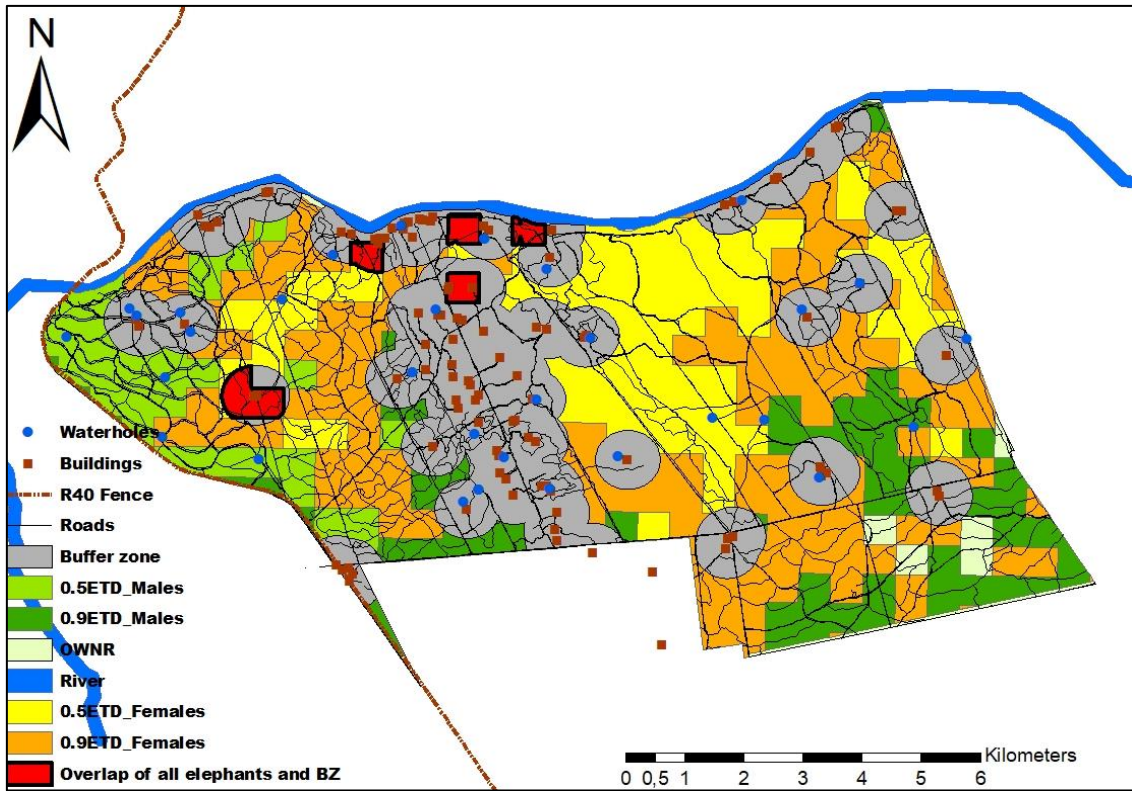 N
Waterholes
Buildings
R40 Fence
Roads
Buffer zone
0.5ETD_Males
0.9ETD_Males
OWNR
River
0.5ETD_Females
0.9ETD_Females
Overlap of all elephants and BZ
Kilometers
0 0,5 1 2 3 4 5 6